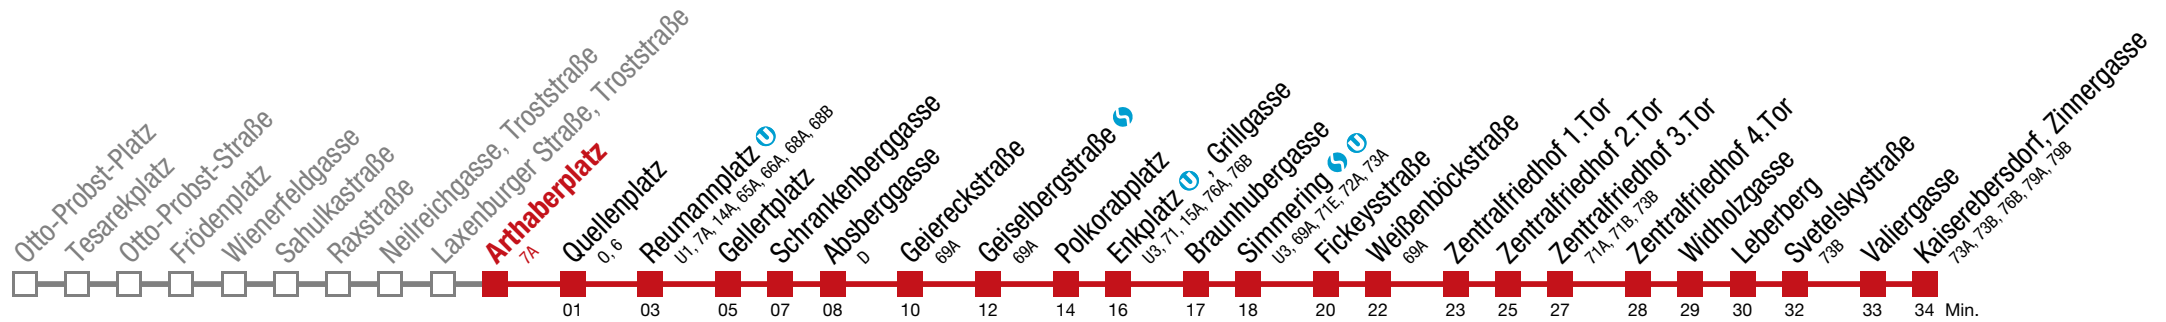 Otto-Probst-Platz
Tesarekplatz
Otto-Probst-Straße
Frödenplatz
Wienerfeldgasse
Sahulkastraße
Raxstraße
Neilreichgasse, Troststraße
Laxenburger Straße, Troststraße
Arthaberplatz
7A
Quellenplatz
O, 6
Reumannplatz U
U1, 7A, 14A, 65A, 66A, 68A, 68B
Gellertplatz
Schrankenberggasse
Absberggasse
D
Geiereckstraße
69A
Geiselbergstraße S
69A
Polkorabplatz
Enkplatz U , Grillgasse
U3, 71, 15A, 76A, 76B
Braunhubergasse
Simmering S U
U3, 69A, 71E, 72A, 73A
Fickeysstraße
Weißenböckstraße
69A
Zentralfriedhof 1.Tor
Zentralfriedhof 2.Tor
Zentralfriedhof 3.Tor
71A, 71B, 73B
Zentralfriedhof 4.Tor
Widholzgasse
Leberberg
Svetelskystraße
73B
Valiergasse
Kaiserebersdorf, Zinnergasse
73A, 73B, 76B, 79A, 79B
01 03 05 07 08 10 12 14 16 17 18 20 22 23 25 27 28 29 30 32 33 34 Min.